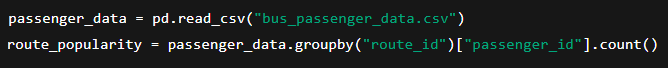 passenger_data = pd.read_csv("bus_passenger_data.csv")
route_popularity = passenger_data.groupby("route_id")["passenger_id"].count()